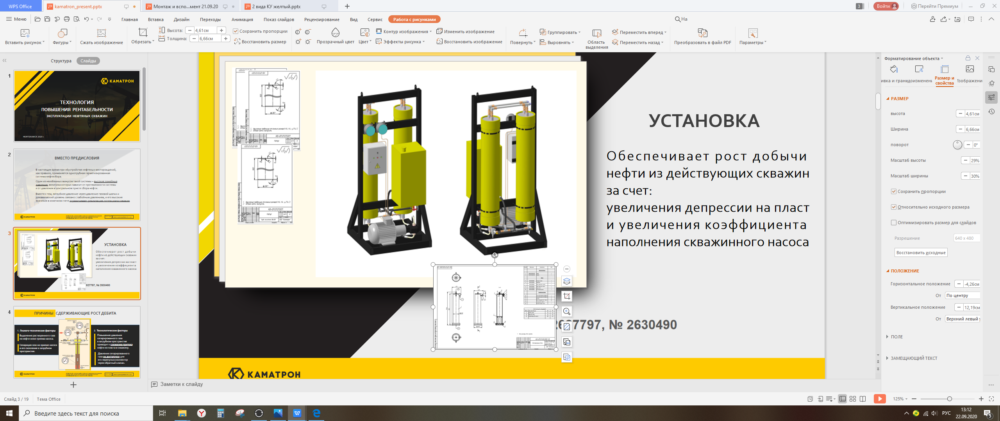 WPS Office
kamatron_present.pptx
Монтаж и вспо...мент 21.09.20
2 вида КУ желтый.pptx
3
Войти
Перейти Премиум
Меню
Главная
Вставка
Дизайн
Переходы
Анимация
Показ слайдов
Рецензирование
Вид
Сервис
Работа с рисунками
На
Вставить рисунок
Фигуры
Сжать изображение
Обрезать
Высота: 4,61см
Толщина: 6,66см
Сохранить пропорции
Восстановить размер
Прозрачный цвет
Цвет
Контур изображения
Эффекты рисунка
Изменить изображение
Восстановить изображение
Повернуть
Группировать
Выровнять
Область выделения
Переместить вперед
Переместить назад
Преобразовать в файл PDF
Параметры
Структура
Слайды
1
КАМАТРОН
ТЕХНОЛОГИЯ
ПОВЫШЕНИЯ РЕНТАБЕЛЬНОСТИ
ЭКСПЛУАТАЦИИ НЕФТЯНЫХ СКВАЖИН
НЕФТЕКАМСК 2020 г.
2
ВМЕСТО ПРЕДИСЛОВИЯ
В настоящее время при обустройстве нефтяных месторождений,
как правило, применяется однотрубная герметизированная
система нефтесбора.
Один из неизбежных минусов такой системы – высокие линейные
давления, величина которых зависит от протяженности системы
и от давления в центральном пункте сбора нефти.
Вместе с тем, затрубное давление через давление газовой шапки и
динамический уровень связано с забойным давлением, и его высокие
значения в конечном счете ограничивают реализацию потенциала скважин
КАМАТРОН
3
УСТАНОВКА
Обеспечивает рост добычи
нефти из действующих скважин
за счет:
увеличения депрессии на пласт
и увеличения коэффициента
наполнения скважинного насоса
№ 2630490
КАМАТРОН
4
ПРИЧИНЫ СДЕРЖИВАЮЩИЕ РОСТ ДЕБИТА
1. Геолого-технические факторы
Выделение растворенного газа
из нефти ниже приема насоса.
Сепарация газа на приеме насоса
и его скопление в затрубном
пространстве.
2. Технологические факторы
Повышение давления
сепарированного газа
в затрубном пространстве
приводит к снижению притока
нефти из пласта в скважину.
Давления сепарированного
газа не достаточно для
его перепуска в коллектор
через обратный клапан.
КАМАТРОН
УСТАНОВКА
Обеспечивает рост добычи
нефти из действующих скважин
за счет:
увеличения депрессии на пласт
и увеличения коэффициента
наполнения скважинного насоса
7797, № 2630490
КАМАТРОН
Заметки к слайду
Форматирование объекта
ивка и грани
Размер и свойства
Изображени
РАЗМЕР
высота 4,61см
Ширина 6,66см
поворот 0°
Масштаб высоты 29%
Масштаб ширины 30%
Сохранить пропорции
Относительно исходного размера
Оптимизировать размер для слайдов
Разрешение 640 x 480
Восстановить исходные
ПОЛОЖЕНИЕ
Горизонтальное положение -4,26см
От По центру
Вертикальное положение 12,19см
От Верхний левый у
ПОЛЕ
ЗАМЕЩАЮЩИЙ ТЕКСТ
Слайд 3 / 19
Тема Office
125%
Введите здесь текст для поиска
РУС
13:12
22.09.2020
5